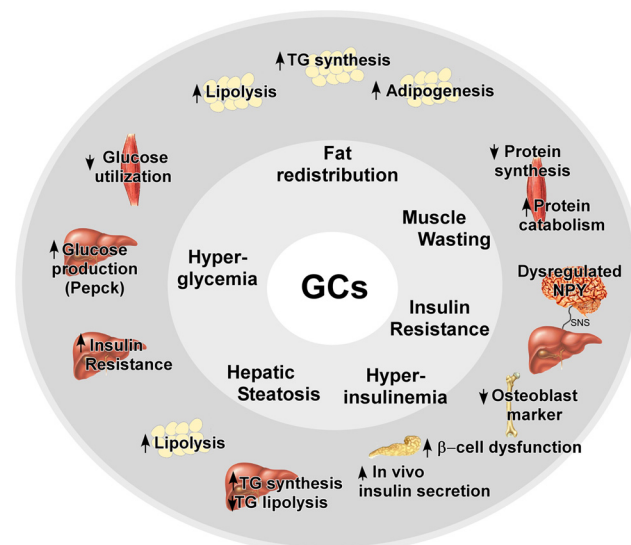 ↑TG synthesis
↑Lipolysis
↑Adipogenesis
↓Glucose
utilization
Fat
redistribution
↓Protein
synthesis
↑Protein
catabolism
Muscle
Wasting
↑Glucose
production
(Pepck)
Hyper-
glycemia
GCs
Dysregulated
NPY
SNS
Insulin
Resistance
↑Insulin
Resistance
Hepatic
Steatosis
Hyper-
insulinemia
↓Osteoblast
marker
↑Lipolysis
↑β-cell dysfunction
↑In vivo
insulin secretion
↑TG synthesis
↓TG lipolysis